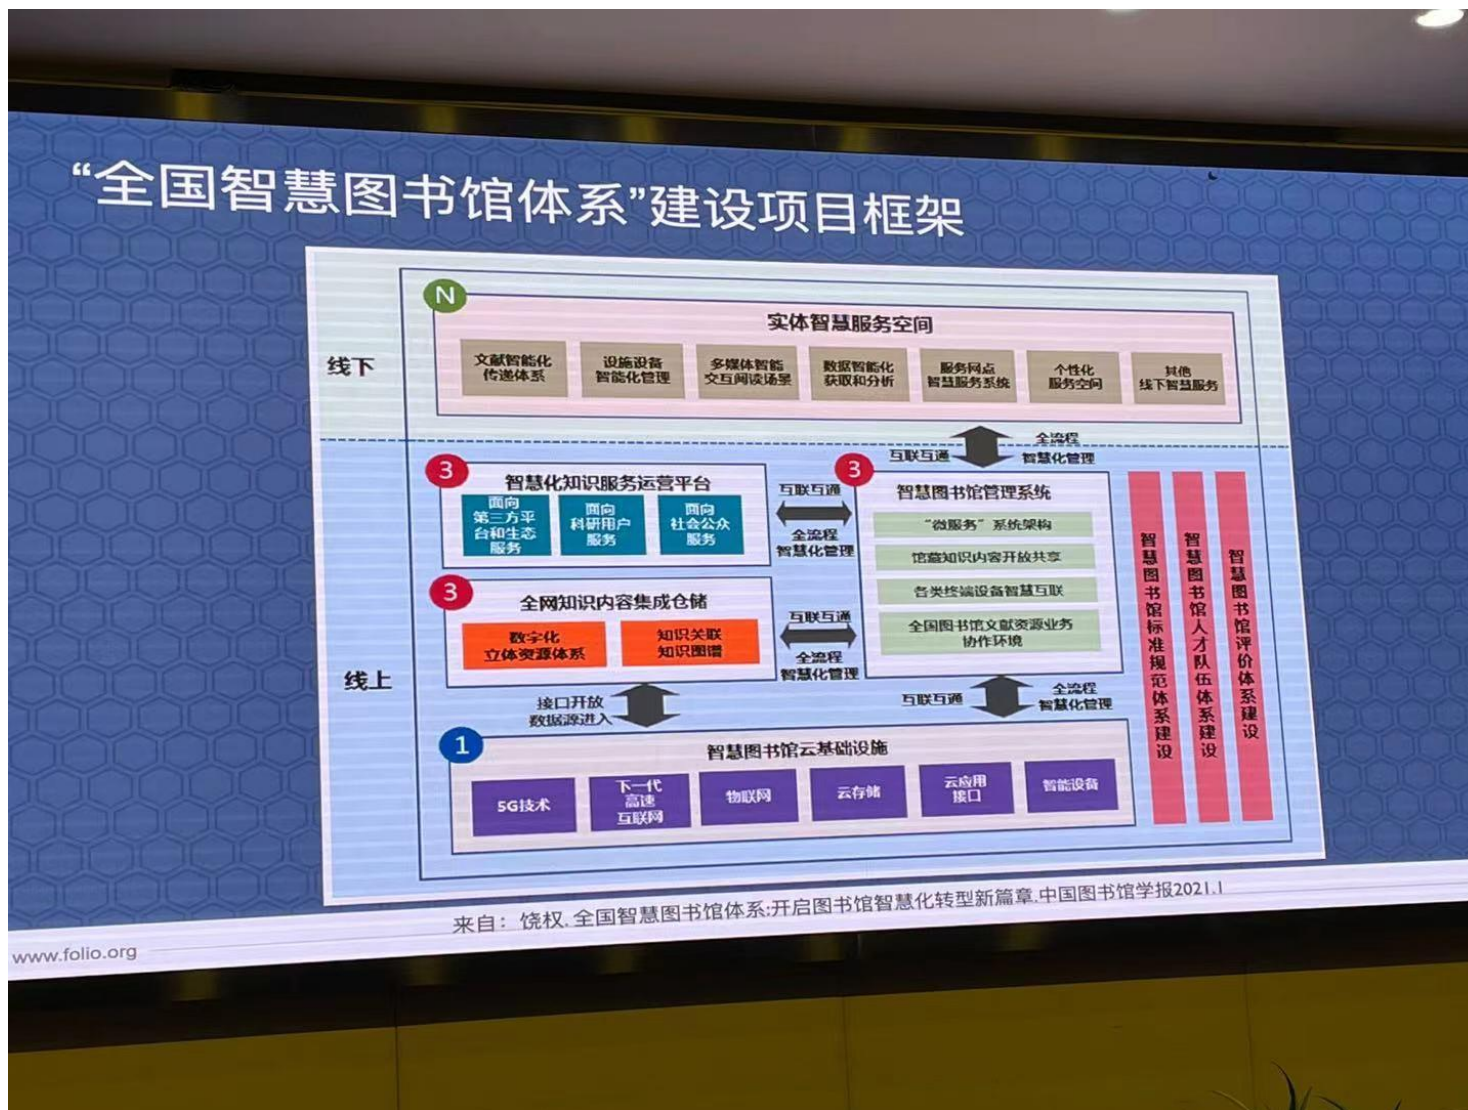 “全国智慧图书馆体系”建设项目框架
N
实体智慧服务空间
线下
文献智能化
传递体系
设施设备
智能化管理
多媒体智能
交互阅读场景
数据智能化
获取和分析
服务网点
智慧服务系统
个性化
服务空间
其他
线下智慧服务
互联互通
全流程
智慧化管理
3
智慧化知识服务运营平台
面向
第三方平
台和生态
服务
面向
科研用户
服务
面向
社会公众
服务
互联互通
全流程
智慧化管理
3
智慧图书馆管理系统
“微服务”系统架构
馆藏知识内容开放共享
各类终端设备智慧互联
全国图书馆文献资源业务
协作环境
3
全网知识内容集成仓储
数字化
立体资源体系
知识关联
知识图谱
互联互通
全流程
智慧化管理
线上
接口开放
数据源进入
互联互通
全流程
智慧化管理
1
智慧图书馆云基础设施
5G技术
下一代
高速
互联网
物联网
云存储
云应用
接口
智能设备
智慧图书馆标准规范体系建设
智慧图书馆人才队伍体系建设
智慧图书馆评价体系建设
来自：饶权.全国智慧图书馆体系:开启图书馆智慧化转型新篇章.中国图书馆学报2021.1
www.folio.org